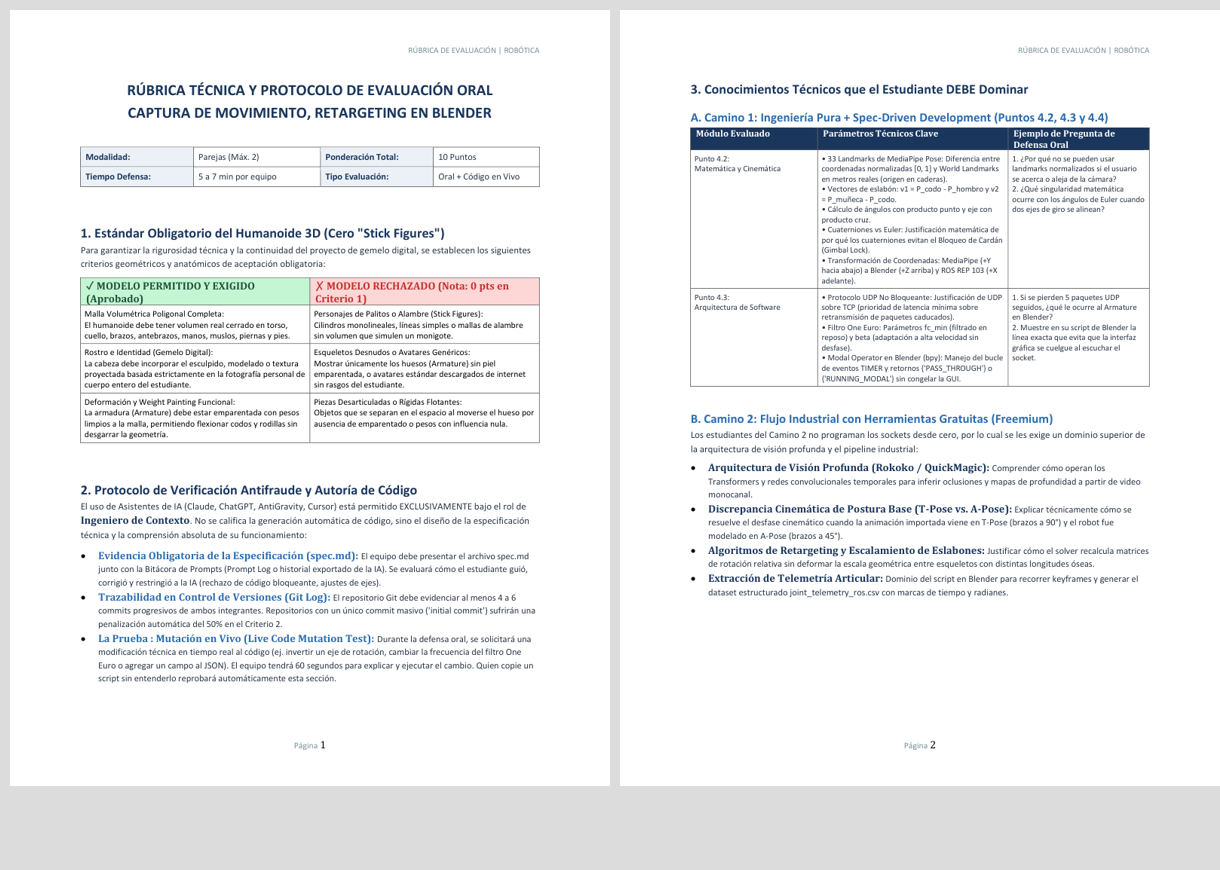 RÚBRICA DE EVALUACIÓN | ROBÓTICA
RÚBRICA TÉCNICA Y PROTOCOLO DE EVALUACIÓN ORAL
CAPTURA DE MOVIMIENTO, RETARGETING EN BLENDER
Modalidad: Parejas (Máx. 2) Ponderación Total: 10 Puntos
Tiempo Defensa: 5 a 7 min por equipo Tipo Evaluación: Oral + Código en Vivo
1. Estándar Obligatorio del Humanoide 3D (Cero "Stick Figures")
Para garantizar la rigurosidad técnica y la continuidad del proyecto de gemelo digital, se establecen los siguientes
criterios geométricos y anatómicos de aceptación obligatoria:
✓ MODELO PERMITIDO Y EXIGIDO
(Aprobado)
✗ MODELO RECHAZADO (Nota: 0 pts en
Criterio 1)
Malla Volumétrica Poligonal Completa:
El humanoide debe tener volumen real cerrado en torso,
cuello, brazos, antebrazos, manos, muslos, piernas y pies.
Personajes de Palitos o Alambre (Stick Figures):
Cilindros monolineales, líneas simples o mallas de alambre
sin volumen que simulen un monigote.
Rostro e Identidad (Gemelo Digital):
La cabeza debe incorporar el esculpido, modelado o textura
proyectada basada estrictamente en la fotografía personal de
cuerpo entero del estudiante.
Esqueletos Desnudos o Avatares Genéricos:
Mostrar únicamente los huesos (Armature) sin piel
emparentada, o avatares estándar descargados de internet
sin rasgos del estudiante.
Deformación y Weight Painting Funcional:
La armadura (Armature) debe estar emparentada con pesos
limpios a la malla, permitiendo flexionar codos y rodillas sin
desgarrar la geometría.
Piezas Desarticuladas o Rígidas Flotantes:
Objetos que se separan en el espacio al moverse el hueso por
ausencia de emparentado o pesos con influencia nula.
2. Protocolo de Verificación Antifraude y Autoría de Código
El uso de Asistentes de IA (Claude, ChatGPT, AntiGravity, Cursor) está permitido EXCLUSIVAMENTE bajo el rol de
Ingeniero de Contexto. No se califica la generación automática de código, sino el diseño de la especificación
técnica y la comprensión absoluta de su funcionamiento:
• Evidencia Obligatoria de la Especificación (spec.md): El equipo debe presentar el archivo spec.md
junto con la Bitácora de Prompts (Prompt Log o historial exportado de la IA). Se evaluará cómo el estudiante guió,
corrigió y restringió a la IA (rechazo de código bloqueante, ajustes de ejes).
• Trazabilidad en Control de Versiones (Git Log): El repositorio Git debe evidenciar al menos 4 a 6
commits progresivos de ambos integrantes. Repositorios con un único commit masivo ('initial commit') sufrirán una
penalización automática del 50% en el Criterio 2.
• La Prueba : Mutación en Vivo (Live Code Mutation Test): Durante la defensa oral, se solicitará una
modificación técnica en tiempo real al código (ej. invertir un eje de rotación, cambiar la frecuencia del filtro One
Euro o agregar un campo al JSON). El equipo tendrá 60 segundos para explicar y ejecutar el cambio. Quien copie un
script sin entenderlo reprobará automáticamente esta sección.
Página 1
RÚBRICA DE EVALUACIÓN | ROBÓTICA
3. Conocimientos Técnicos que el Estudiante DEBE Dominar
A. Camino 1: Ingeniería Pura + Spec-Driven Development (Puntos 4.2, 4.3 y 4.4)
Módulo Evaluado
Parámetros Técnicos Clave
Ejemplo de Pregunta de
Defensa Oral
Punto 4.2:
Matemática y Cinemática
• 33 Landmarks de MediaPipe Pose: Diferencia entre
coordenadas normalizadas [0, 1] y World Landmarks
en metros reales (origen en caderas).
• Vectores de eslabón: v1 = P_codo - P_hombro y v2
= P_muñeca - P_codo.
• Cálculo de ángulos con producto punto y eje con
producto cruz.
• Cuaterniones vs Euler: Justificación matemática de
por qué los cuaterniones evitan el Bloqueo de Cardán
(Gimbal Lock).
• Transformación de Coordenadas: MediaPipe (+Y
hacia abajo) a Blender (+Z arriba) y ROS REP 103 (+X
adelante).
1. ¿Por qué no se pueden usar
landmarks normalizados si el usuario
se acerca o aleja de la cámara?
2. ¿Qué singularidad matemática
ocurre con los ángulos de Euler cuando
dos ejes de giro se alinean?
Punto 4.3:
Arquitectura de Software
• Protocolo UDP No Bloqueante: Justificación de UDP
sobre TCP (prioridad de latencia mínima sobre
retransmisión de paquetes caducados).
• Filtro One Euro: Parámetros fc_min (filtrado en
reposo) y beta (adaptación a alta velocidad sin
desfase).
• Modal Operator en Blender (bpy): Manejo del bucle
de eventos TIMER y retornos {'PASS_THROUGH'} o
{'RUNNING_MODAL'} sin congelar la GUI.
1. Si se pierden 5 paquetes UDP
seguidos, ¿qué le ocurre al Armature
en Blender?
2. Muestre en su script de Blender la
línea exacta que evita que la interfaz
gráfica se cuelgue al escuchar el
socket.
B. Camino 2: Flujo Industrial con Herramientas Gratuitas (Freemium)
Los estudiantes del Camino 2 no programan los sockets desde cero, por lo cual se les exige un dominio superior de
la arquitectura de visión profunda y el pipeline industrial:
• Arquitectura de Visión Profunda (Rokoko / QuickMagic): Comprender cómo operan los
Transformers y redes convolucionales temporales para inferir oclusiones y mapas de profundidad a partir de video
monocanal.
• Discrepancia Cinemática de Postura Base (T-Pose vs. A-Pose): Explicar técnicamente cómo se
resuelve el desfase cinemático cuando la animación importada viene en T-Pose (brazos a 90°) y el robot fue
modelado en A-Pose (brazos a 45°).
• Algoritmos de Retargeting y Escalamiento de Eslabones: Justificar cómo el solver recalcula matrices
de rotación relativa sin deformar la escala geométrica entre esqueletos con distintas longitudes óseas.
• Extracción de Telemetría Articular: Dominio del script en Blender para recorrer keyframes y generar el
dataset estructurado joint_telemetry_ros.csv con marcas de tiempo y radianes.
Página 2